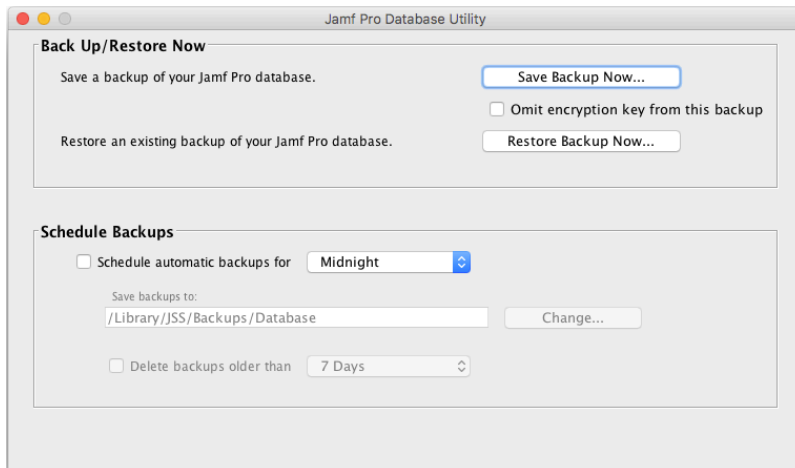 Jamf Pro Database Utility
Back Up/Restore Now
Save a backup of your Jamf Pro database.
Save Backup Now...
Omit encryption key from this backup
Restore an existing backup of your Jamf Pro database.
Restore Backup Now...
Schedule Backups
Schedule automatic backups for
Midnight
Save backups to:
/Library/JSS/Backups/Database
Change...
Delete backups older than
7 Days